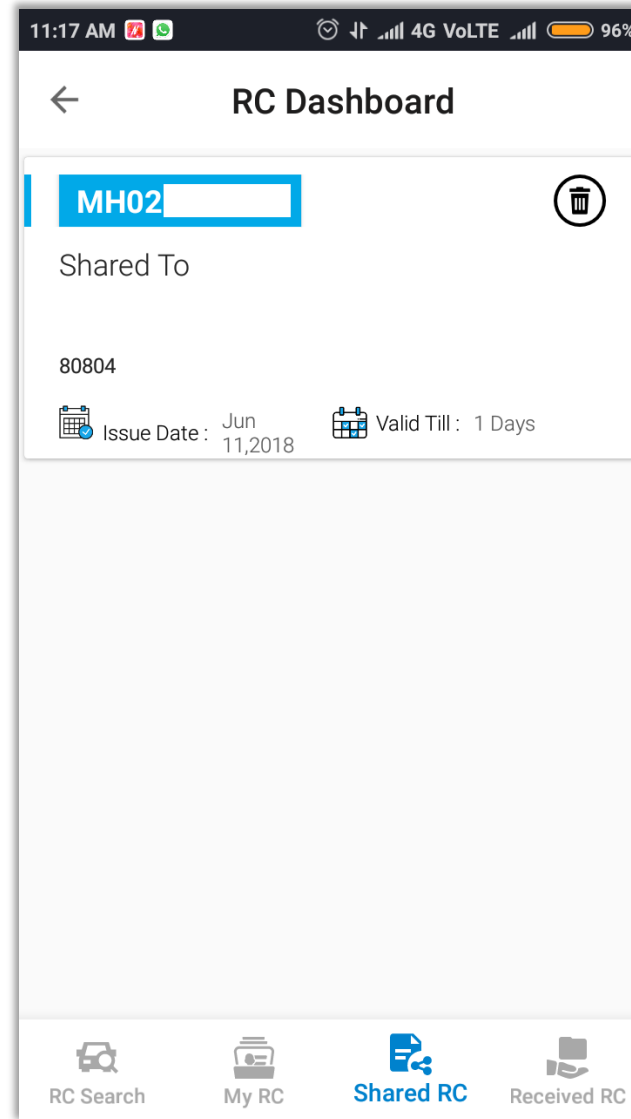 11:17 AM 4G VoLTE 96%
RC Dashboard
MH02
Shared To
80804
Issue Date : Jun 11,2018 Valid Till : 1 Days
RC Search My RC Shared RC Received RC